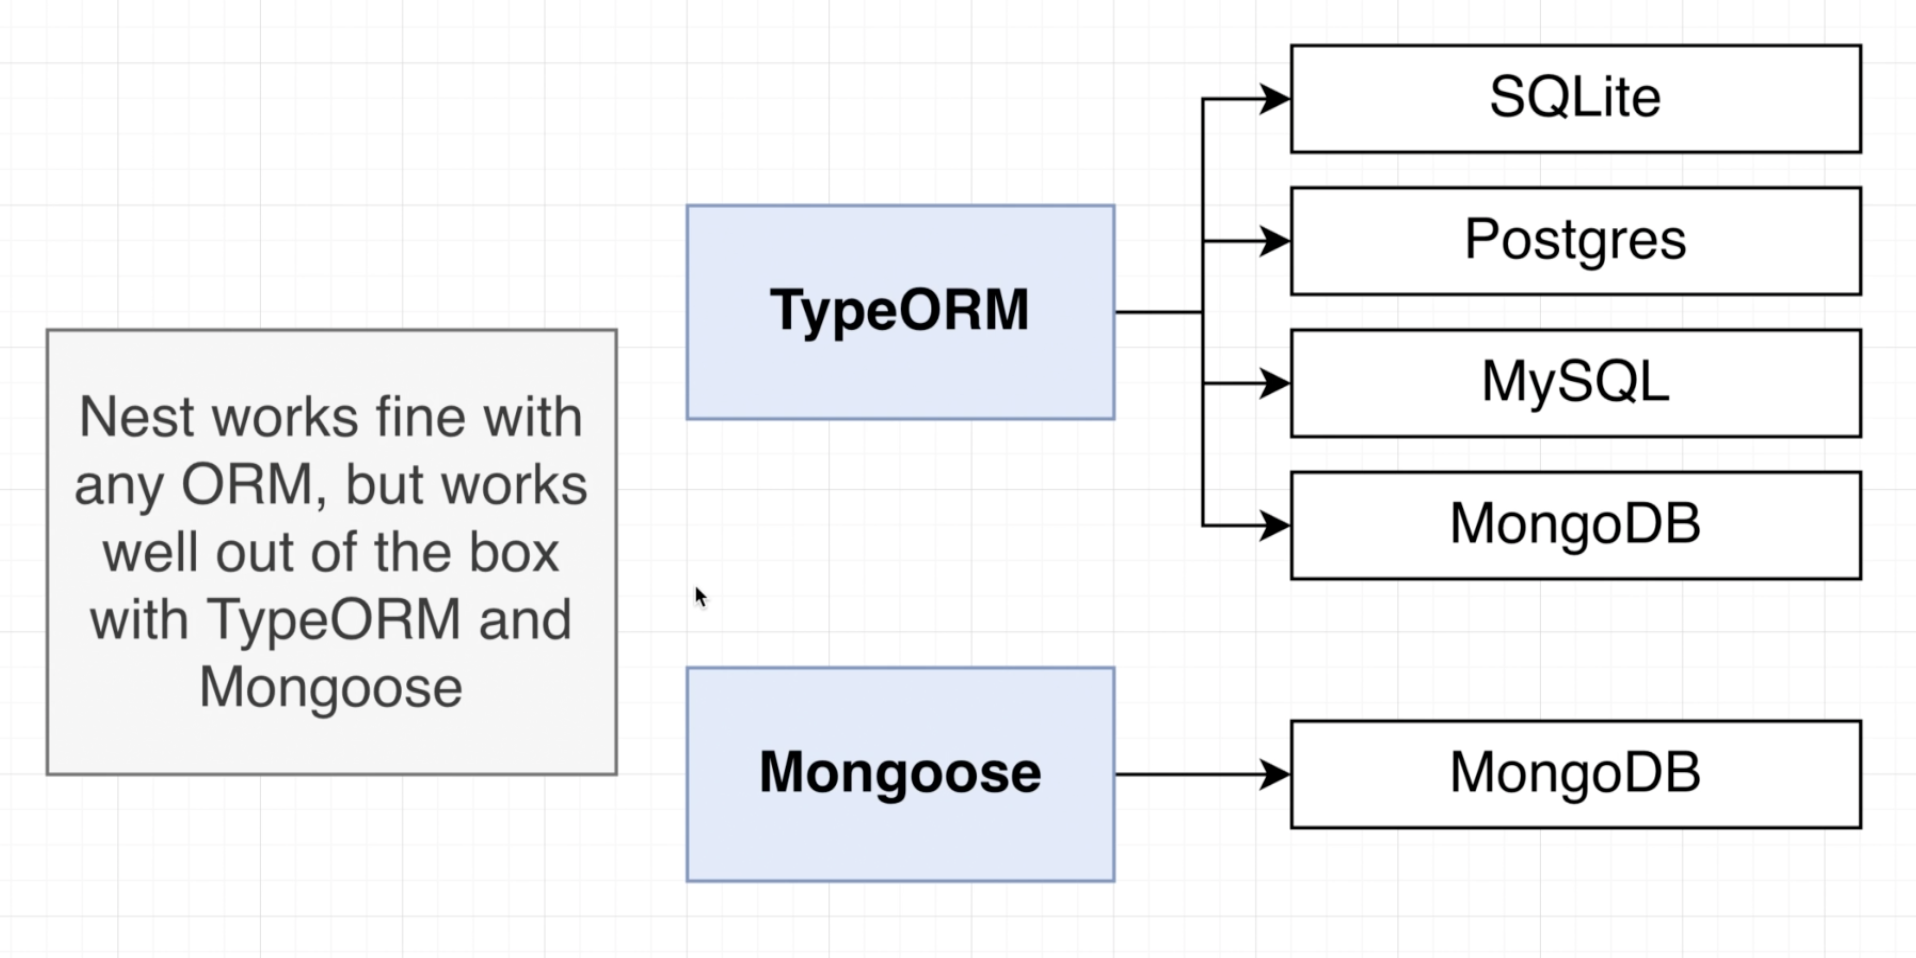 Nest works fine with
any ORM, but works
well out of the box
with TypeORM and
Mongoose
TypeORM
SQLite
Postgres
MySQL
MongoDB
Mongoose
MongoDB